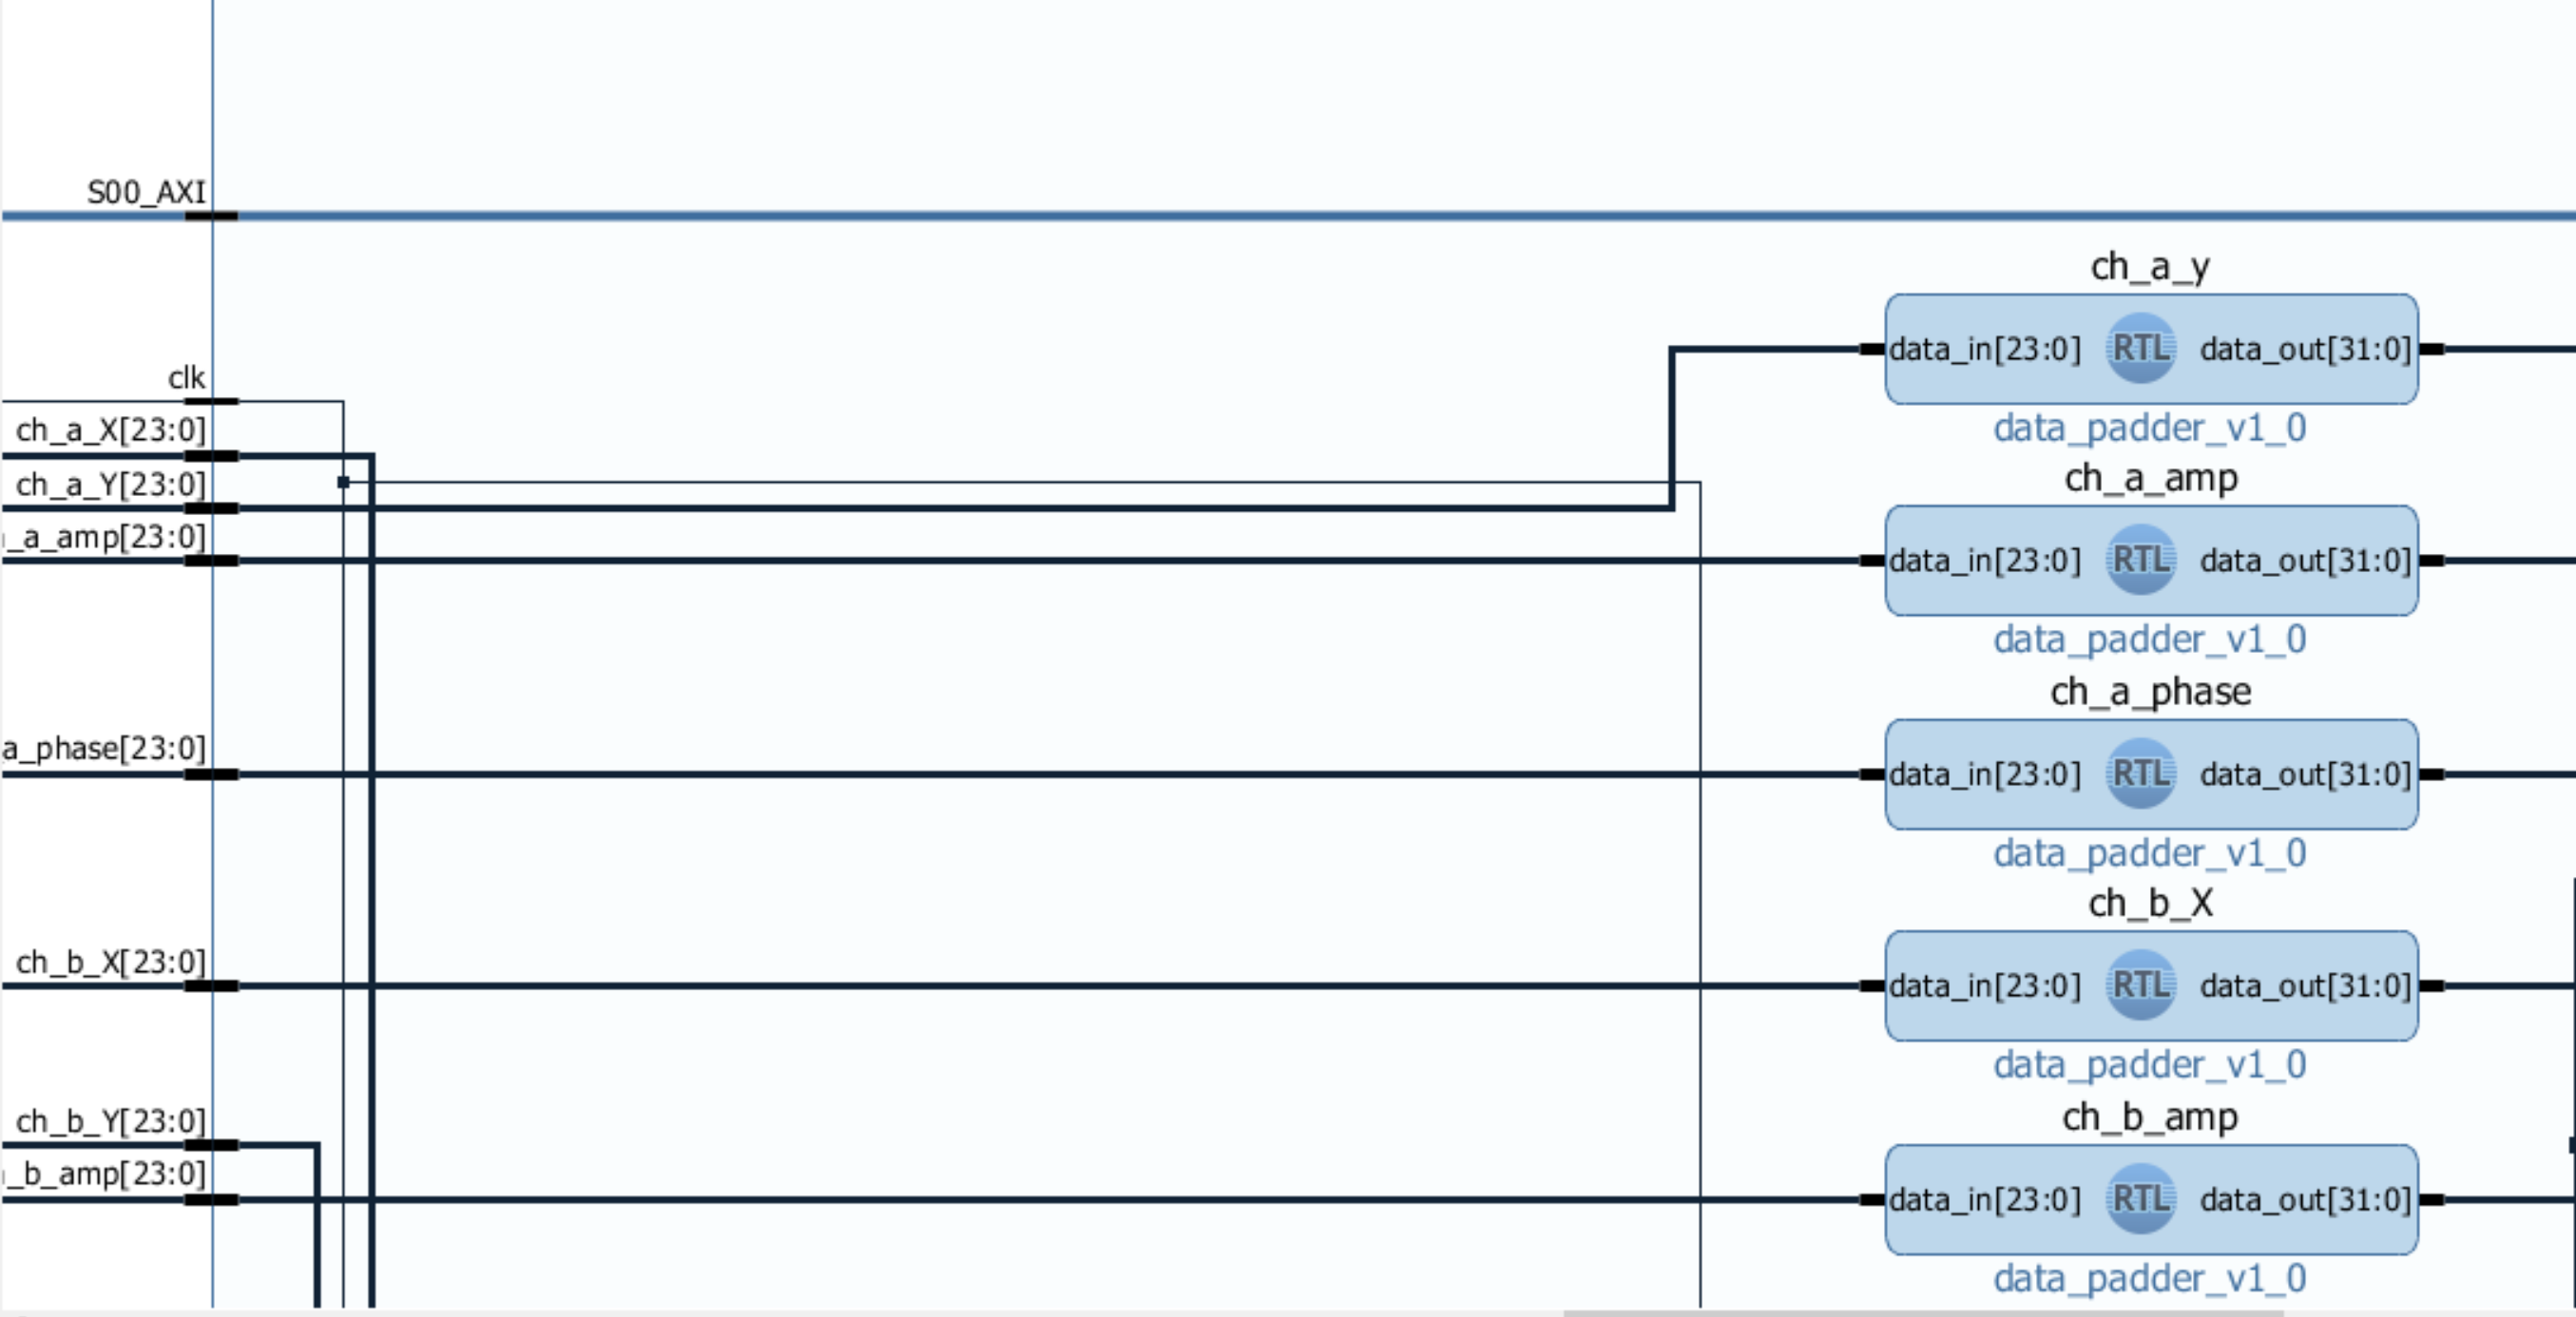 S00_AXI
clk
ch_a_X[23:0]
ch_a_Y[23:0]
_a_amp[23:0]
a_phase[23:0]
ch_b_X[23:0]
ch_b_Y[23:0]
_b_amp[23:0]
ch_a_y
data_in[23:0] RTL data_out[31:0]
data_padder_v1_0
ch_a_amp
data_in[23:0] RTL data_out[31:0]
data_padder_v1_0
ch_a_phase
data_in[23:0] RTL data_out[31:0]
data_padder_v1_0
ch_b_X
data_in[23:0] RTL data_out[31:0]
data_padder_v1_0
ch_b_amp
data_in[23:0] RTL data_out[31:0]
data_padder_v1_0